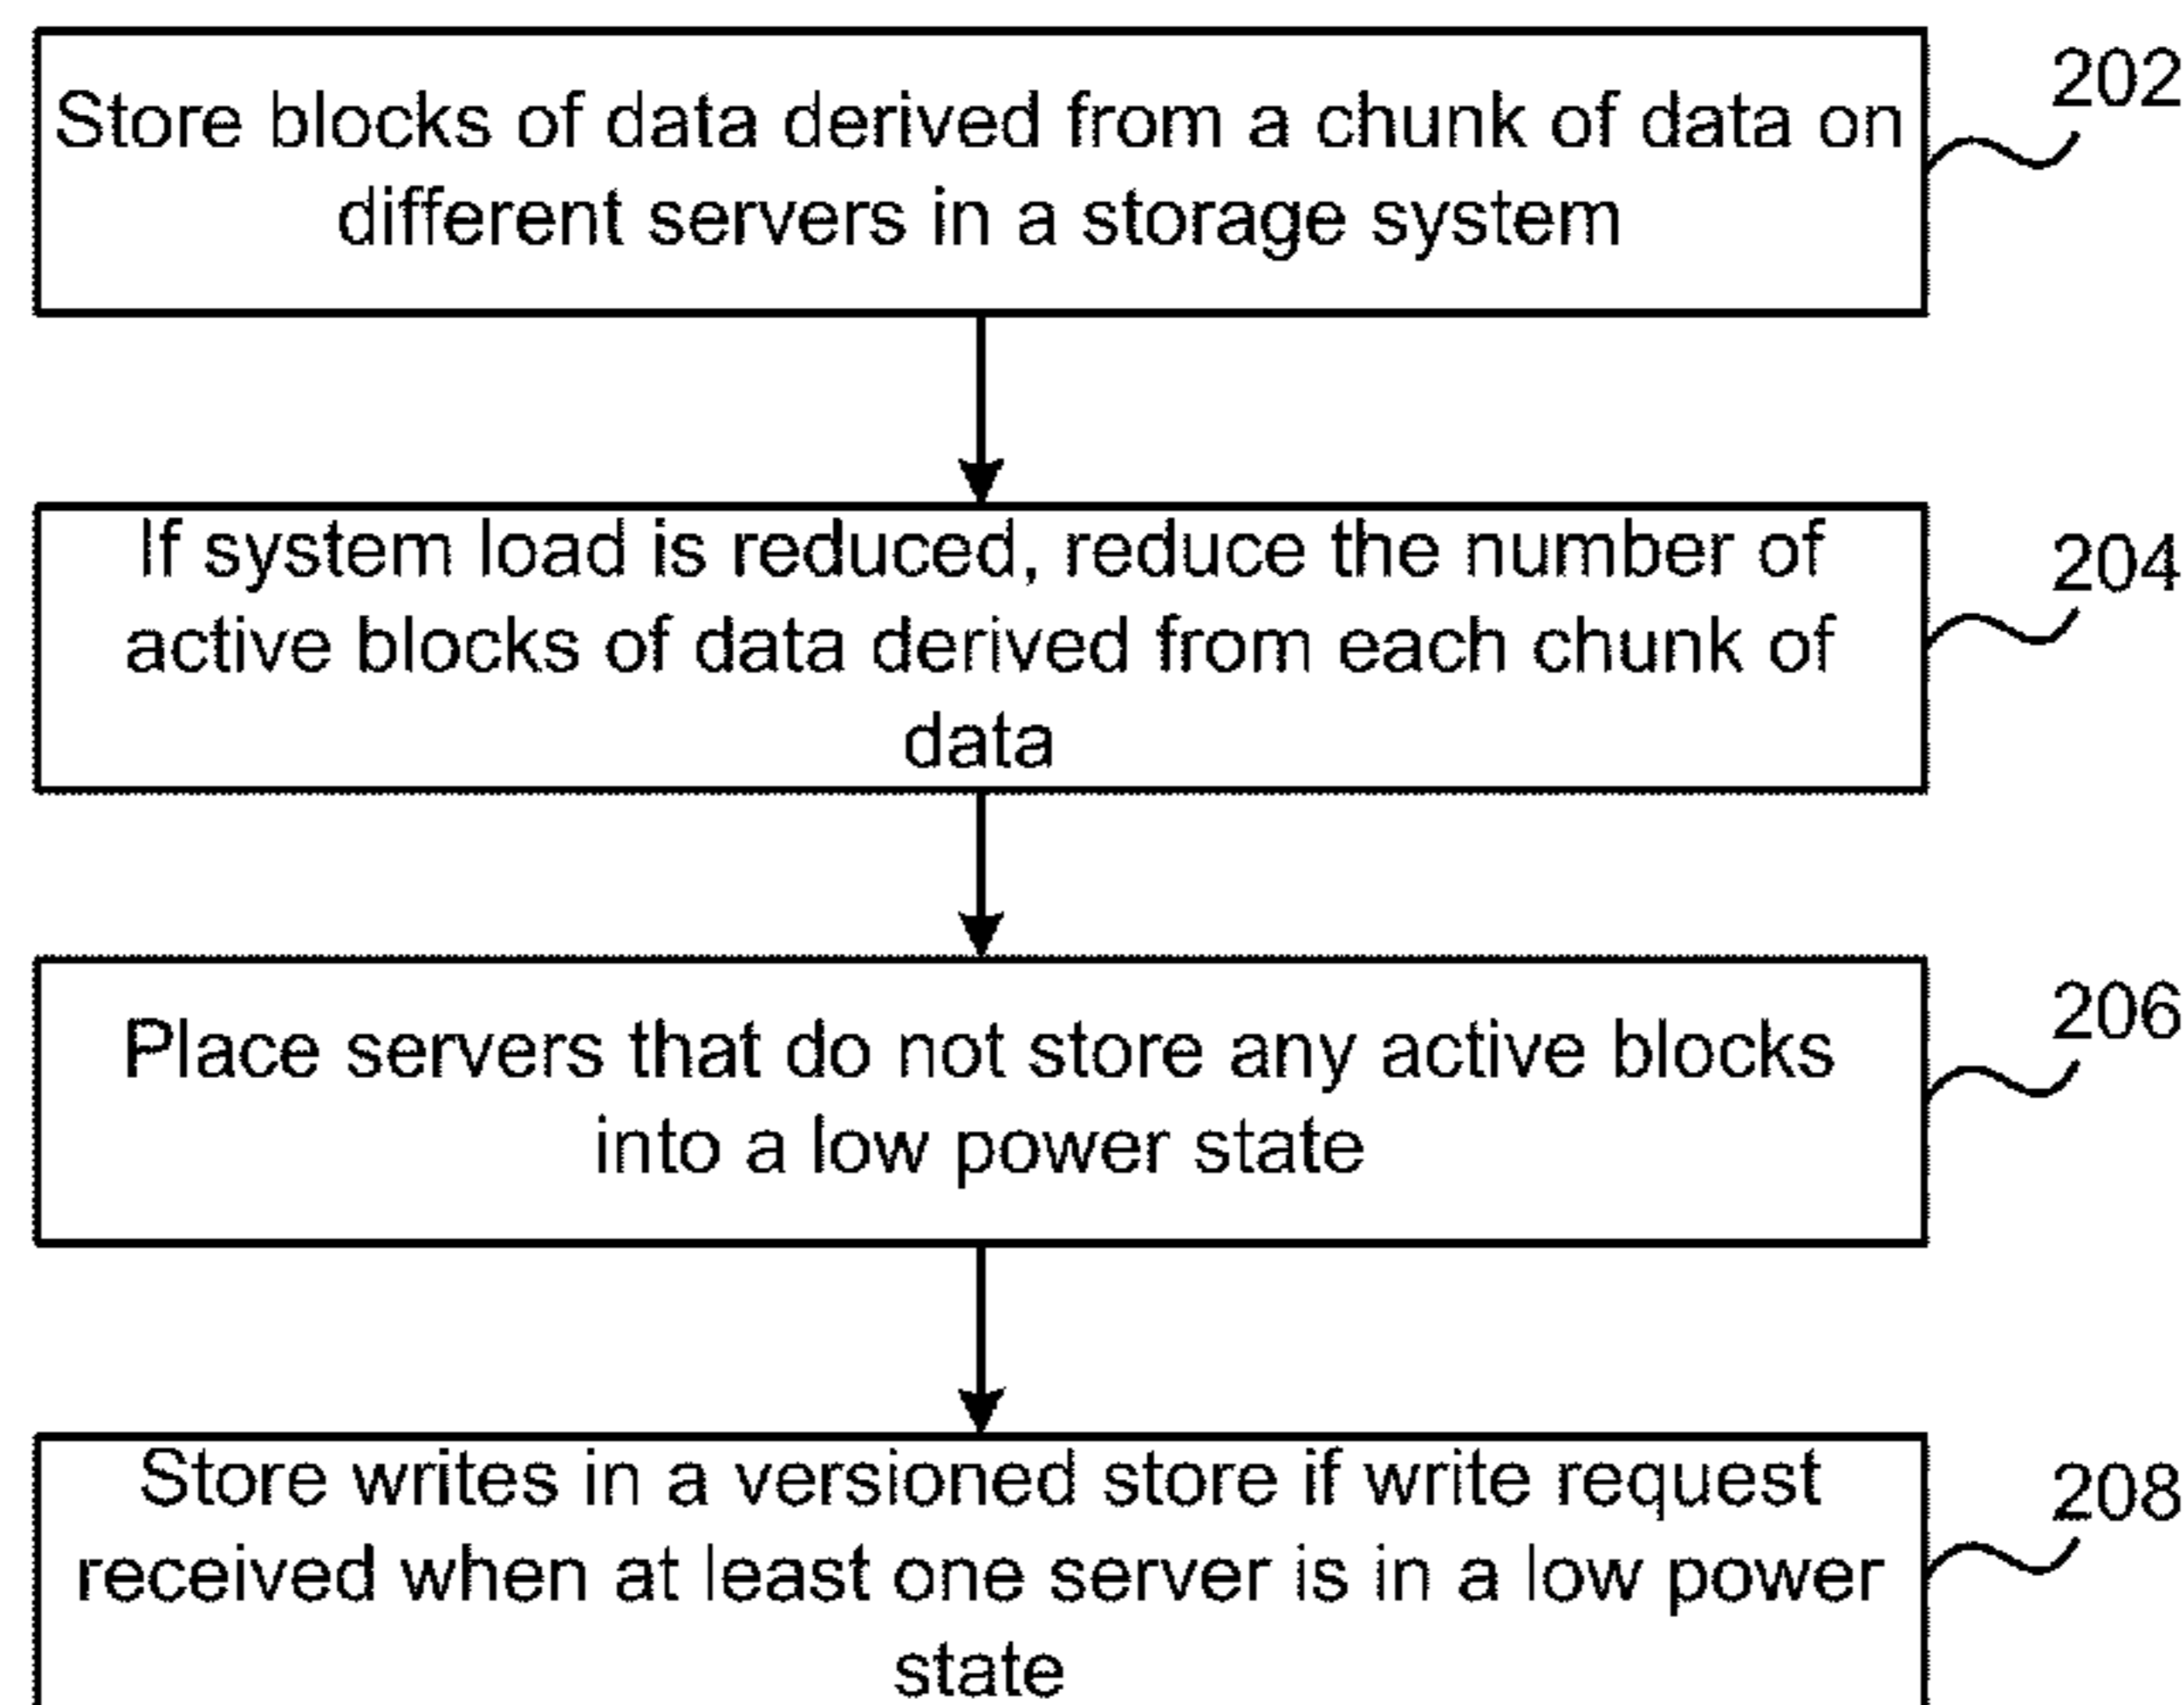 Store blocks of data derived from a chunk of data on
different servers in a storage system
202
If system load is reduced, reduce the number of
active blocks of data derived from each chunk of
data
204
Place servers that do not store any active blocks
into a low power state
206
Store writes in a versioned store if write request
received when at least one server is in a low power
state
208